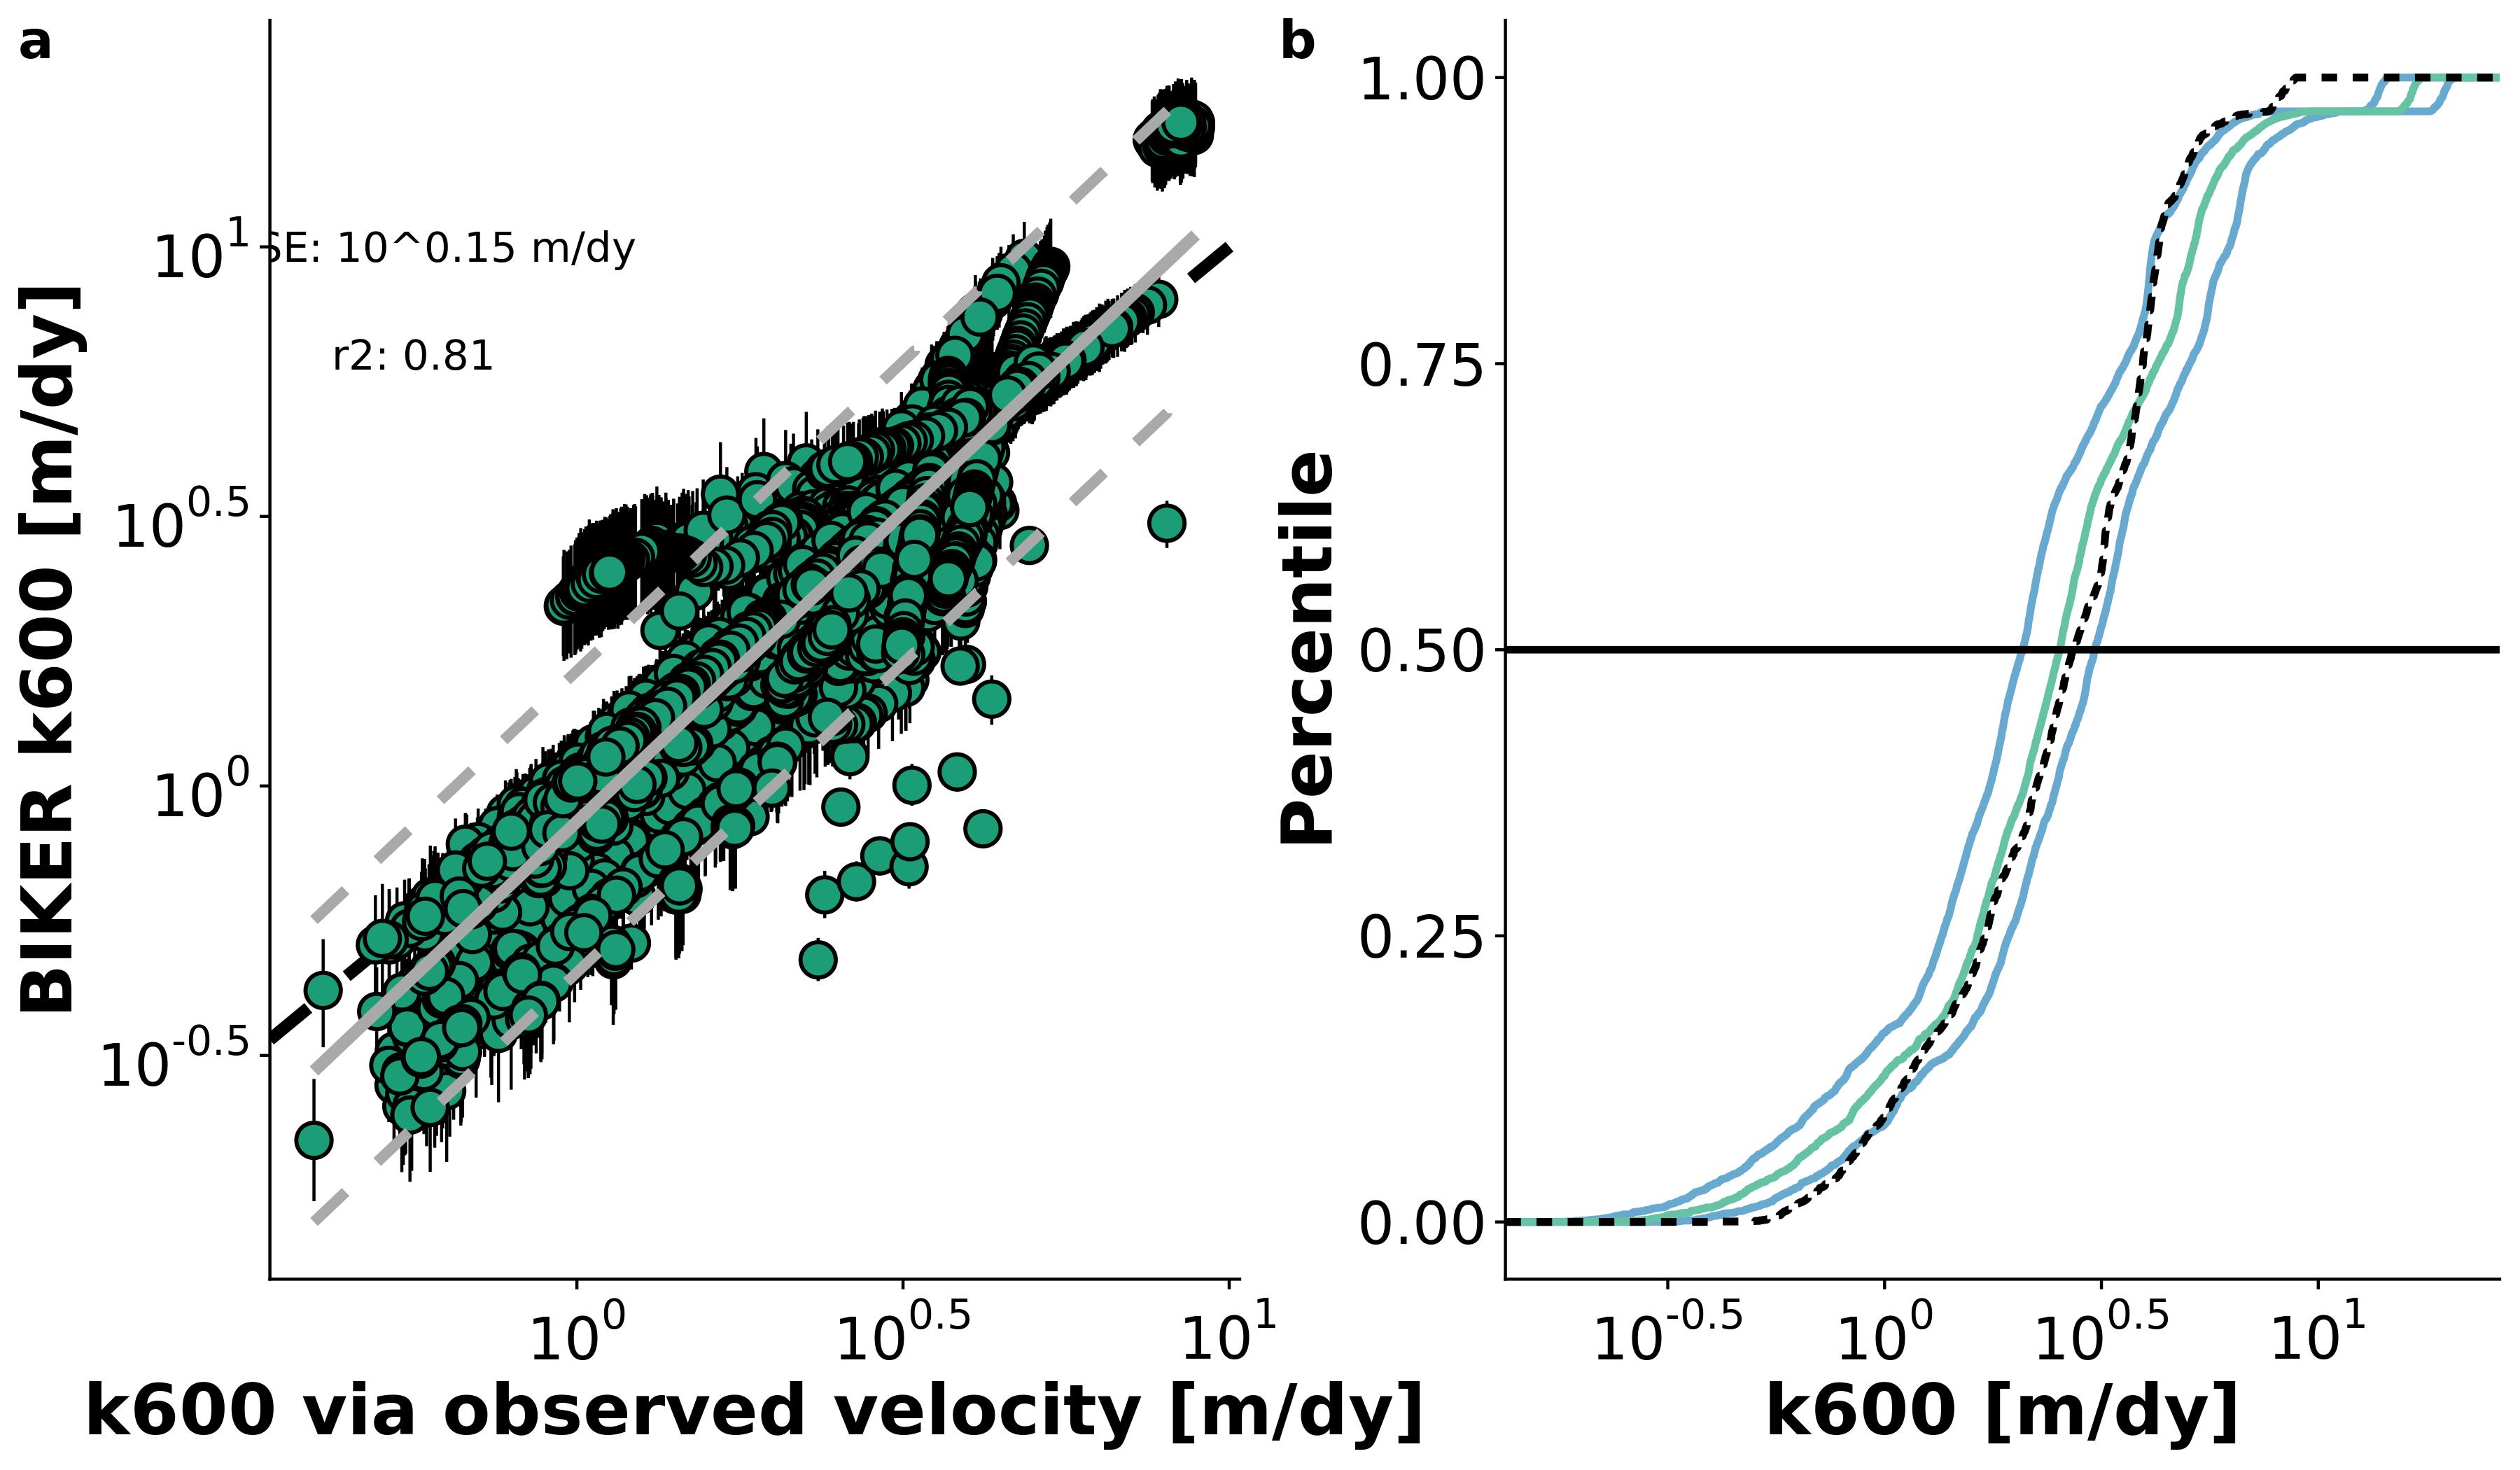 a
BIKER k600 [m/dy]
10^1
10^0.5
10^0
10^-0.5
SE: 10^0.15 m/dy
r2: 0.81
10^0
10^0.5
10^1
k600 via observed velocity [m/dy]
b
Percentile
1.00
0.75
0.50
0.25
0.00
10^-0.5
10^0
10^0.5
10^1
k600 [m/dy]